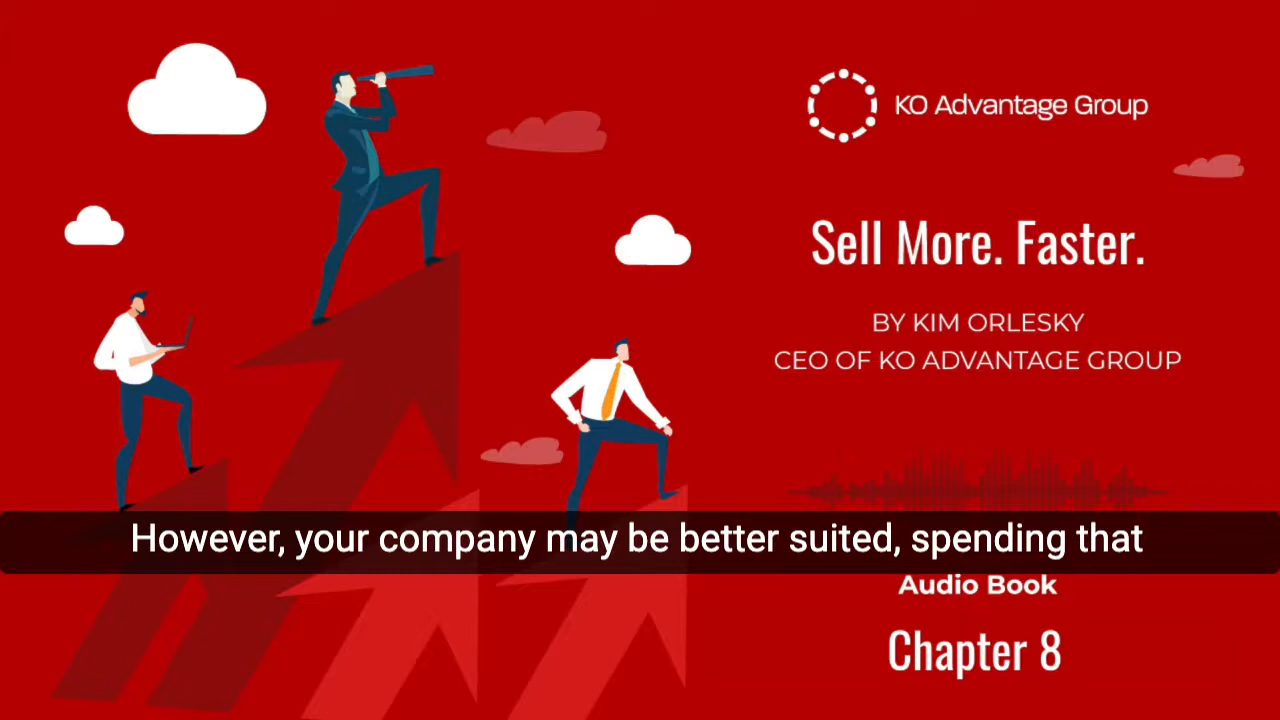 KO Advantage Group
Sell More. Faster.
BY KIM ORLESKY
CEO OF KO ADVANTAGE GROUP
However, your company may be better suited, spending that
Audio Book
Chapter 8